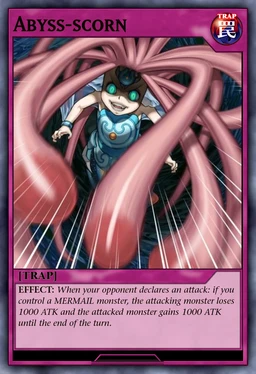 Abyss-scorn
TRAP
罠
[TRAP]
EFFECT: When your opponent declares an attack: if you
control a MERMAIL monster, the attacking monster loses
1000 ATK and the attacked monster gains 1000 ATK
until the end of the turn.